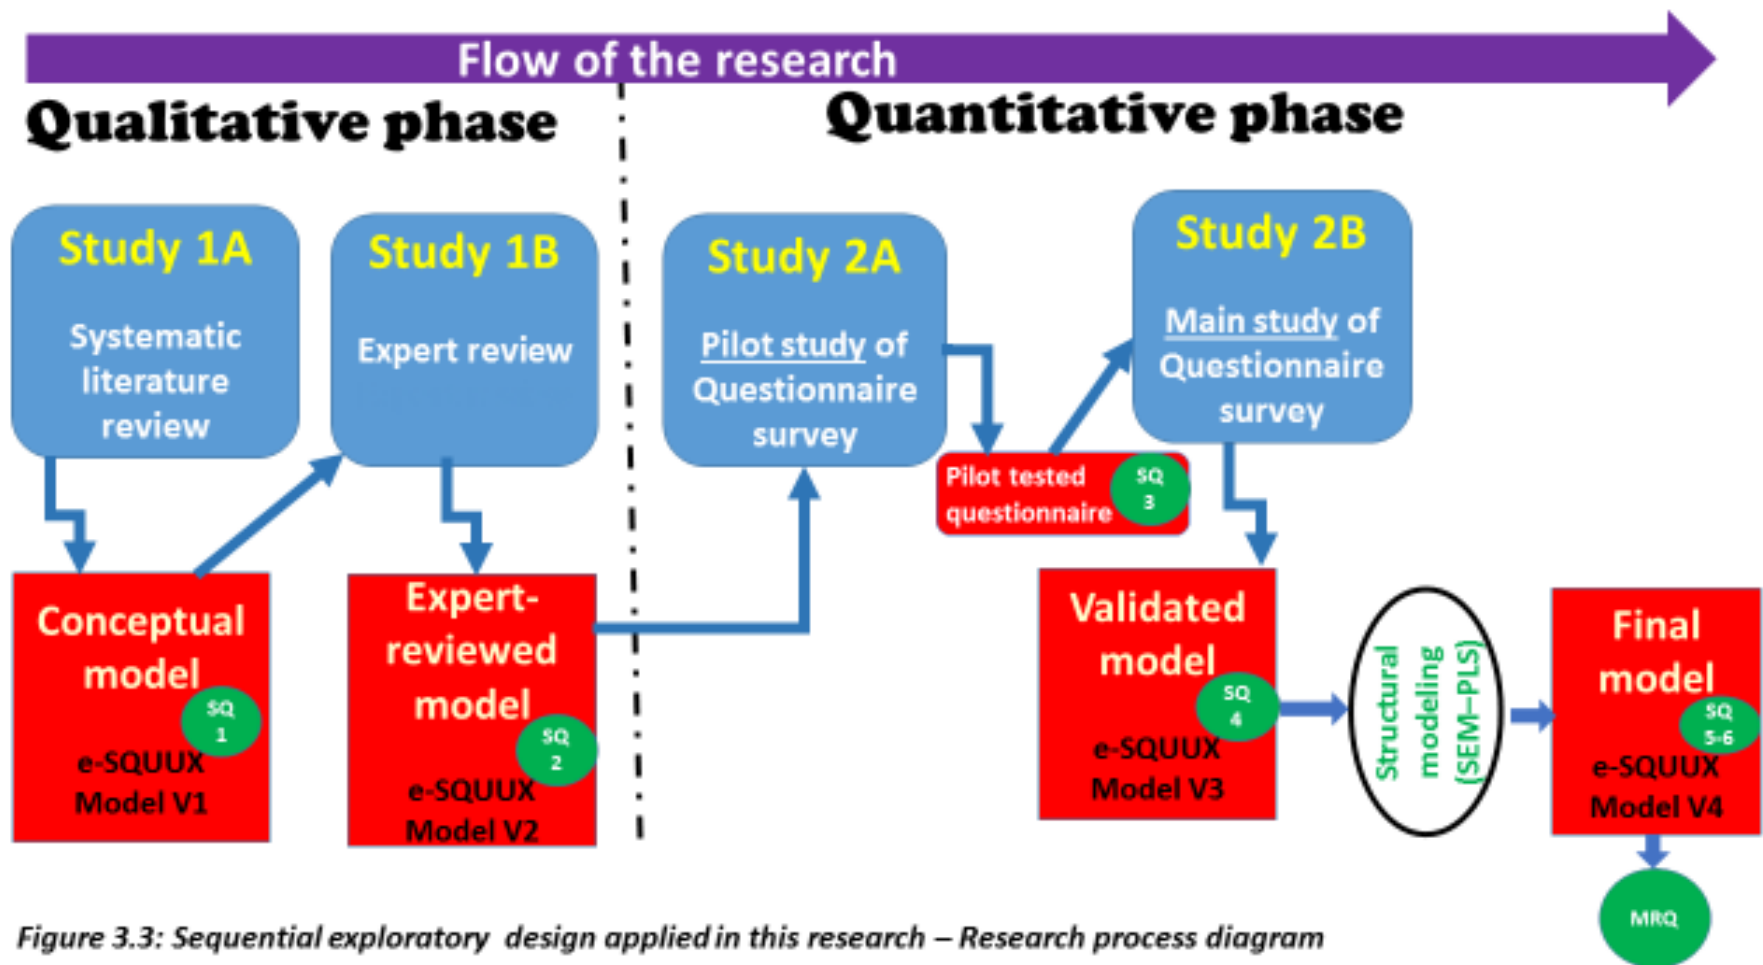 Flow of the research
Qualitative phase
Quantitative phase
Study 1A
Systematic
literature
review
Study 1B
Expert review
Study 2A
Pilot study of
Questionnaire
survey
Study 2B
Main study of
Questionnaire
survey
Pilot tested
questionnaire
SQ
3
Conceptual
model
SQ
1
e-SQUUX
Model V1
Expert-
reviewed
model
SQ
2
e-SQUUX
Model V2
Validated
model
SQ
4
e-SQUUX
Model V3
Structural
modeling
(SEM–PLS)
Final
model
SQ
5-6
e-SQUUX
Model V4
MRQ
Figure 3.3: Sequential exploratory design applied in this research – Research process diagram